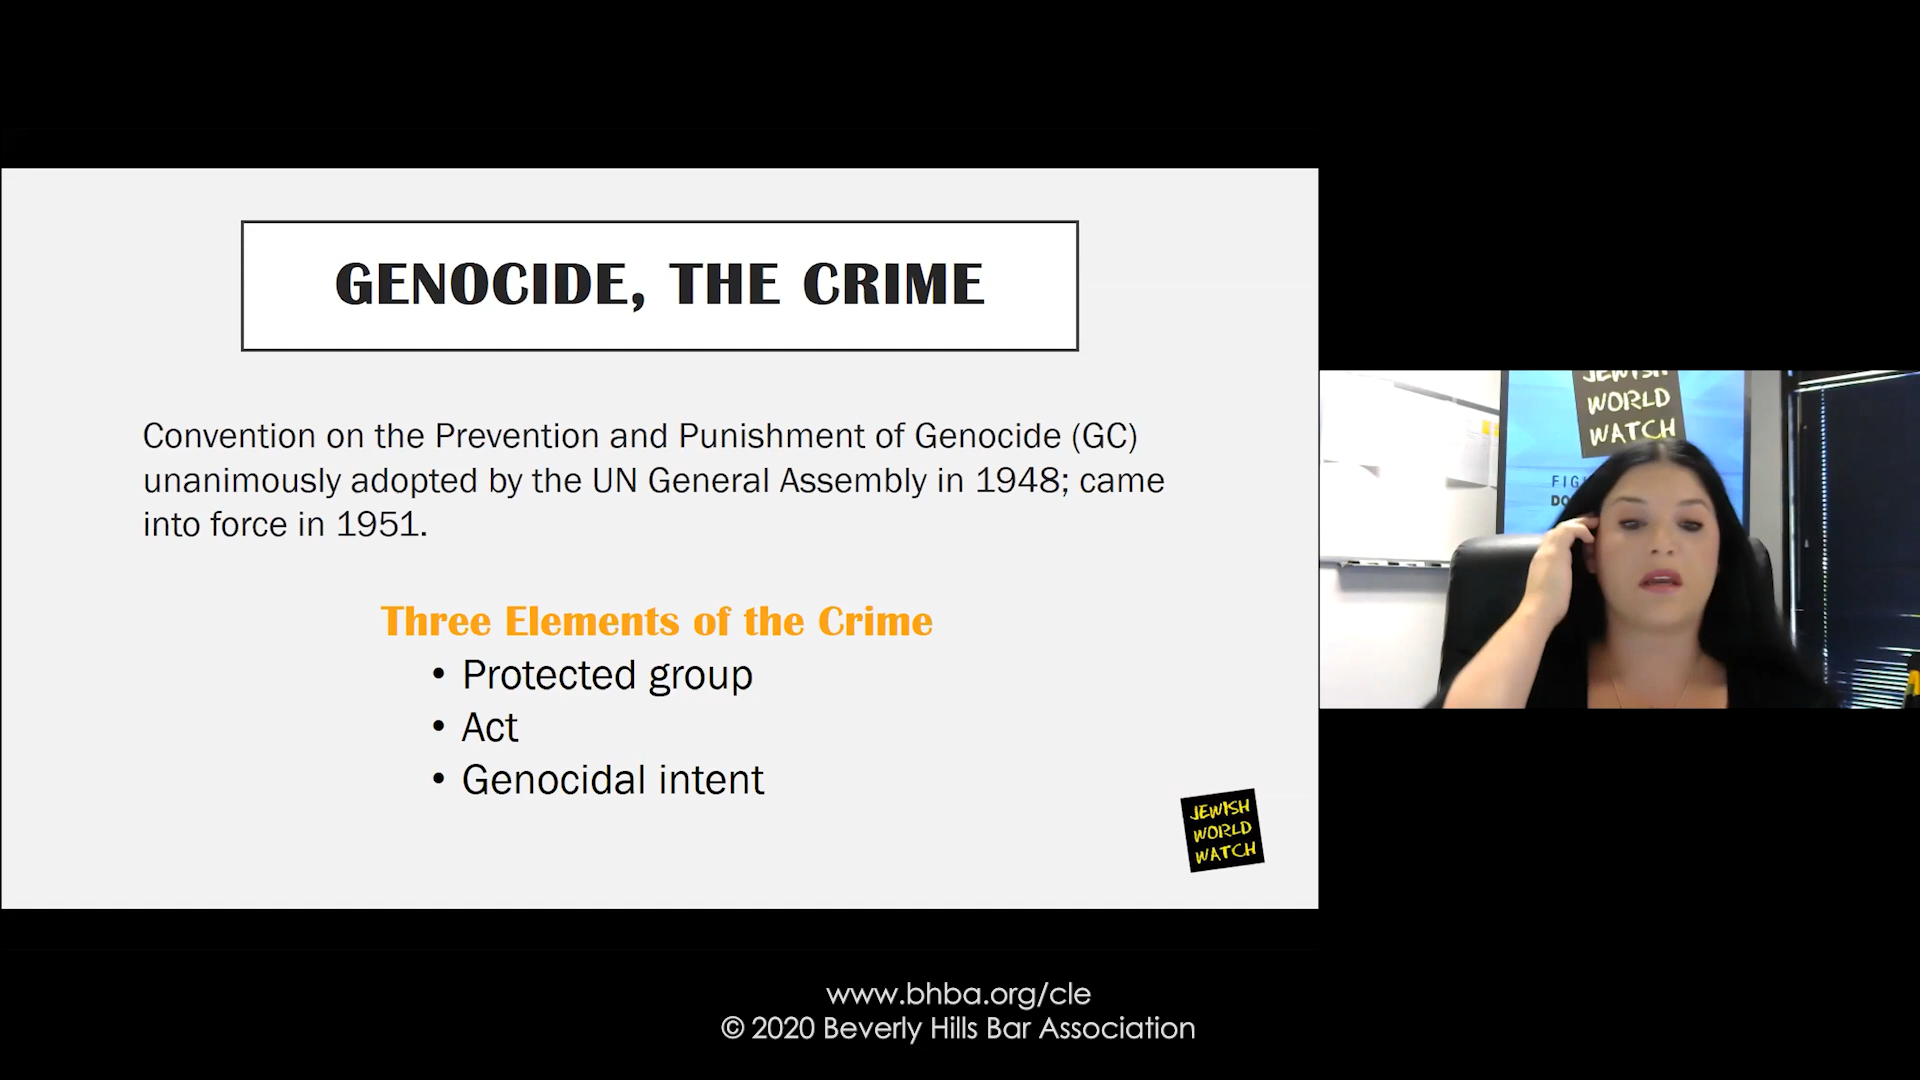 GENOCIDE, THE CRIME
Convention on the Prevention and Punishment of Genocide (GC)
unanimously adopted by the UN General Assembly in 1948; came
into force in 1951.
Three Elements of the Crime
• Protected group
• Act
• Genocidal intent
JEWISH
WORLD
WATCH
JEWISH
WORLD
WATCH
www.bhba.org/cle
© 2020 Beverly Hills Bar Association